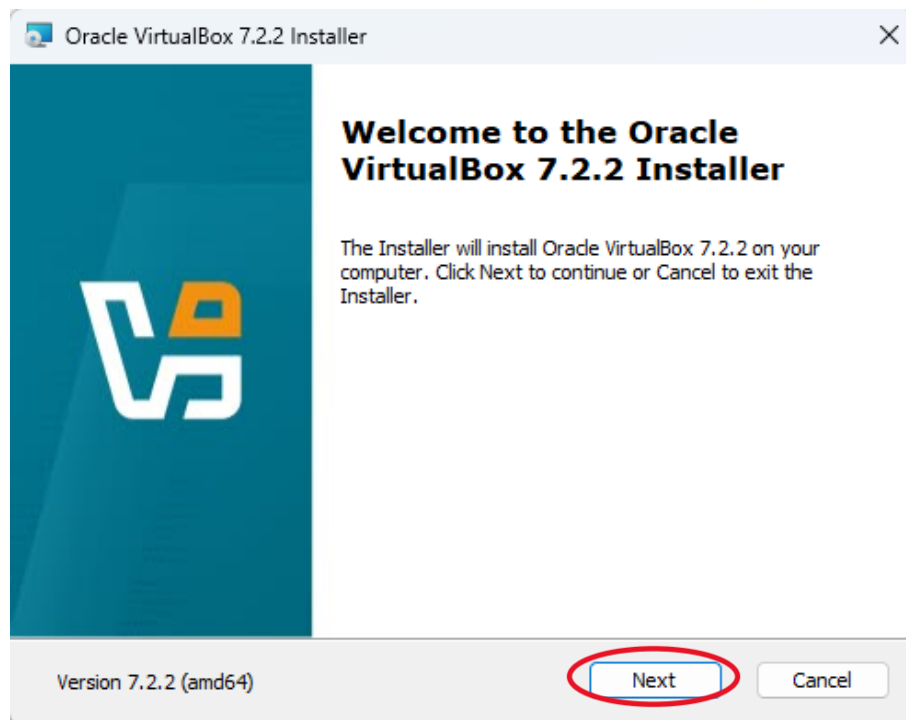 Oracle VirtualBox 7.2.2 Installer
Welcome to the Oracle
VirtualBox 7.2.2 Installer
The Installer will install Oracle VirtualBox 7.2.2 on your
computer. Click Next to continue or Cancel to exit the
Installer.
Version 7.2.2 (amd64)
Next
Cancel